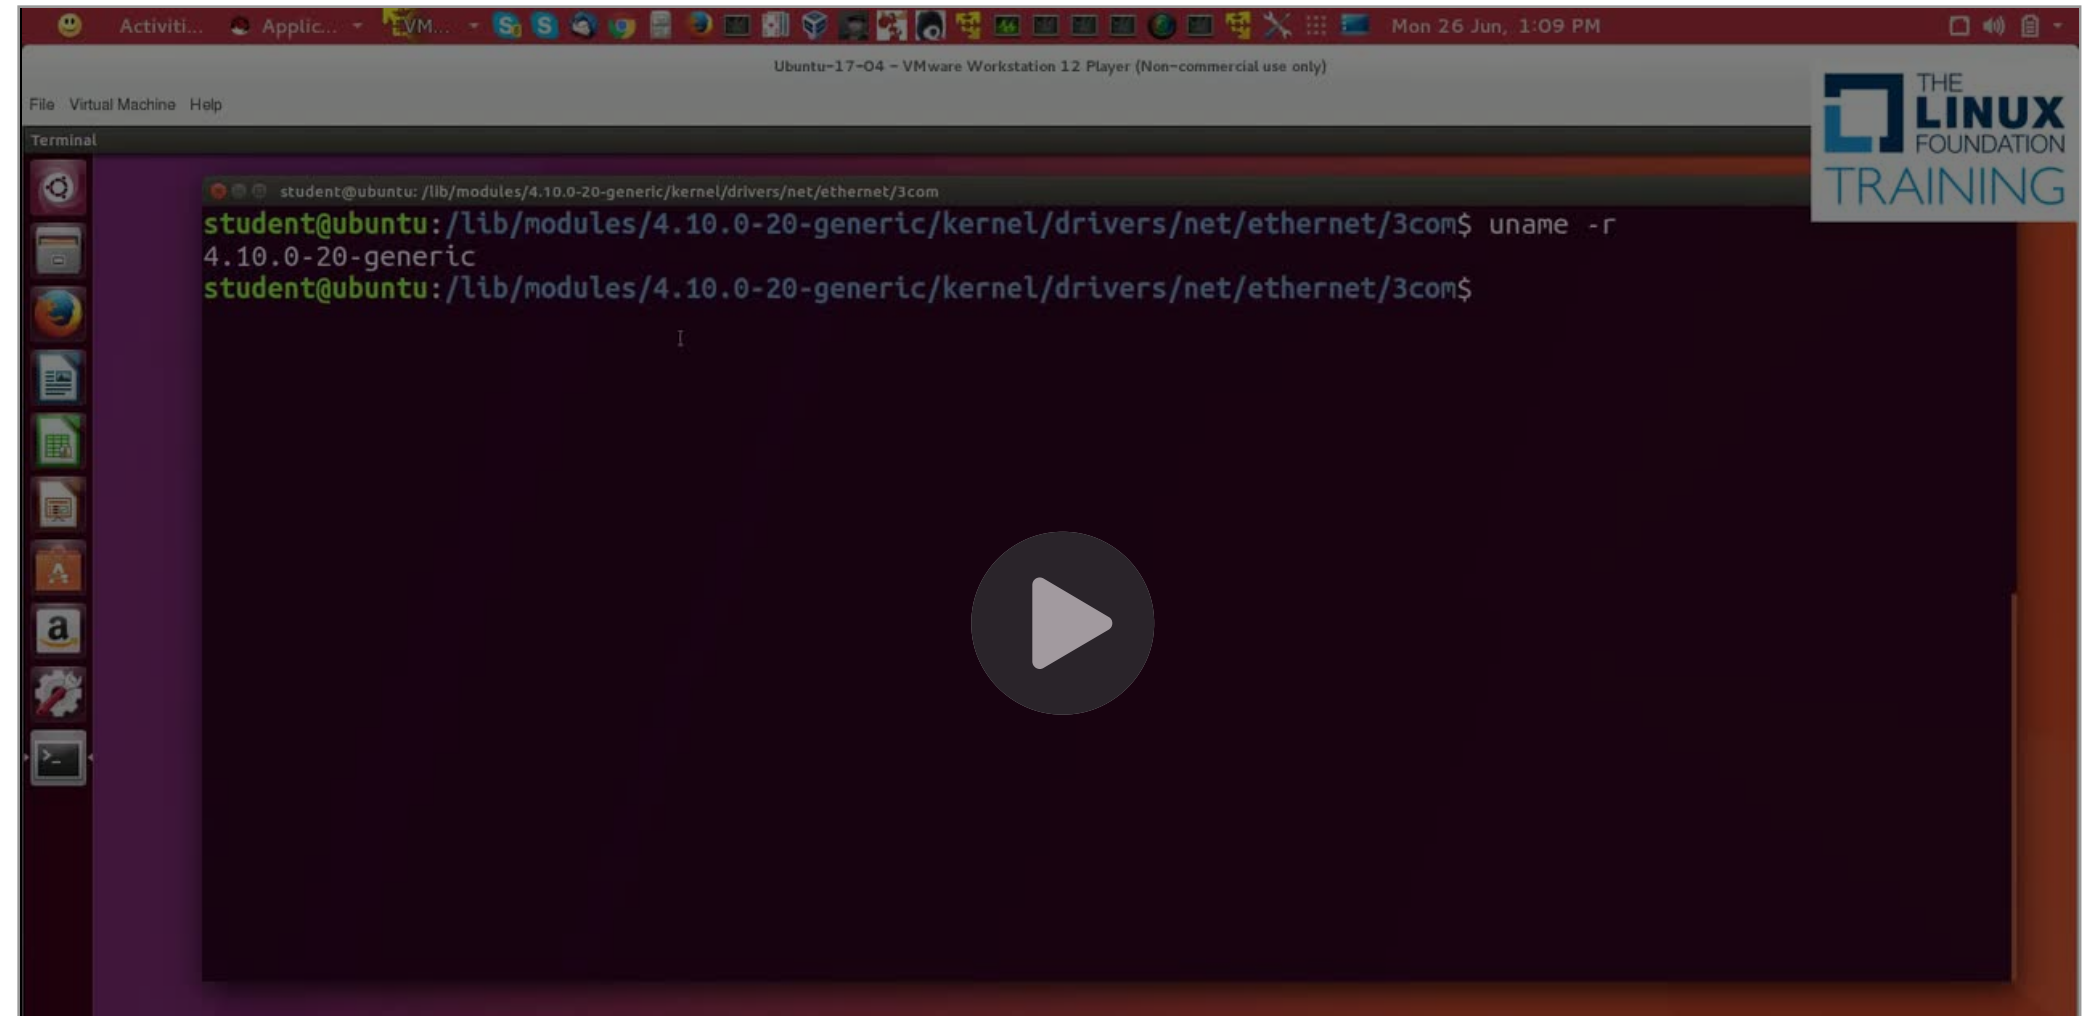 Activiti...
Applic...
VM...
Mon 26 Jun, 1:09 PM
Ubuntu-17-04 - VMware Workstation 12 Player (Non-commercial use only)
File Virtual Machine Help
THE
LINUX
FOUNDATION
TRAINING
Terminal
student@ubuntu: /lib/modules/4.10.0-20-generic/kernel/drivers/net/ethernet/3com
student@ubuntu:/lib/modules/4.10.0-20-generic/kernel/drivers/net/ethernet/3com$ uname -r
4.10.0-20-generic
student@ubuntu:/lib/modules/4.10.0-20-generic/kernel/drivers/net/ethernet/3com$